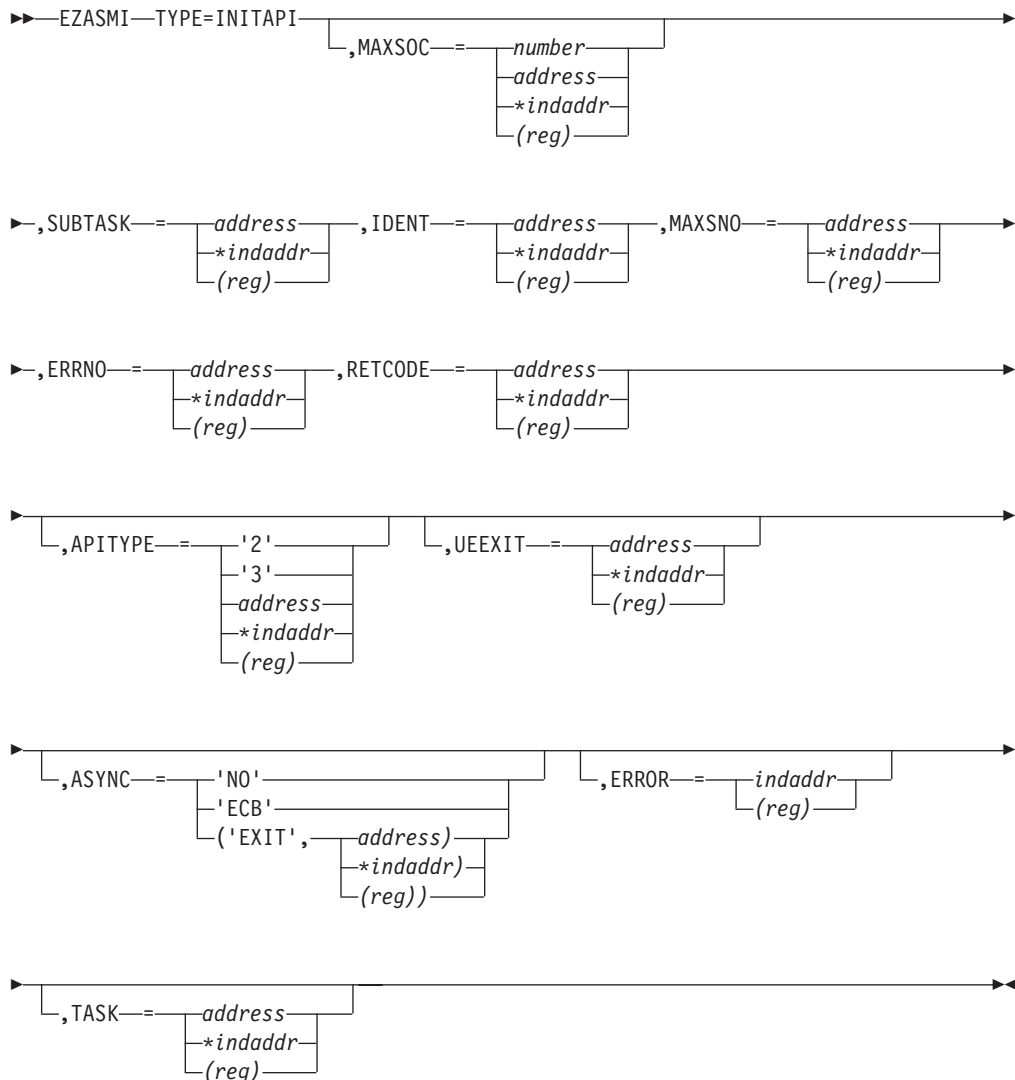 EZASMI TYPE=INITAPI
,MAXSOC = number
address
*indaddr
(reg)
,SUBTASK = address ,IDENT = address ,MAXSNO = address
*indaddr *indaddr *indaddr
(reg) (reg) (reg)
,ERRNO = address ,RETCODE = address
*indaddr *indaddr
(reg) (reg)
,APITYPE = '2' ,UEEXIT = address
'3' *indaddr
address (reg)
*indaddr
(reg)
,ASYNC = 'NO' ,ERROR = indaddr
'ECB' (reg)
('EXIT', address)
*indaddr)
(reg))
,TASK = address
*indaddr
(reg)